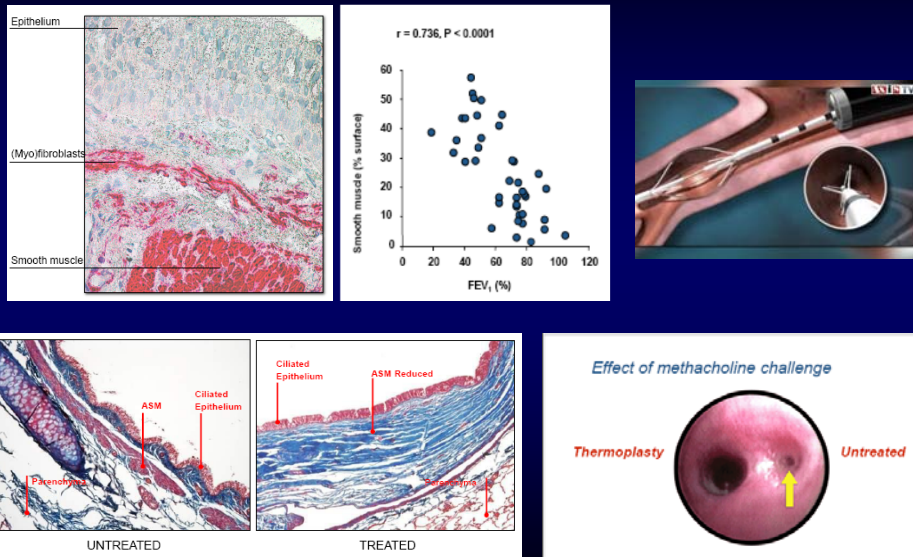 Epithelium
(Myo)fibroblasts
Smooth muscle
r = 0.736, P < 0.0001
Smooth muscle (% surface)
60
50
40
30
20
10
0
0 20 40 60 80 100 120
FEV1 (%)
Ciliated
Epithelium
ASM
Parenchyma
UNTREATED
Ciliated
Epithelium
ASM Reduced
Parenchyma
TREATED
Effect of methacholine challenge
Thermoplasty
Untreated